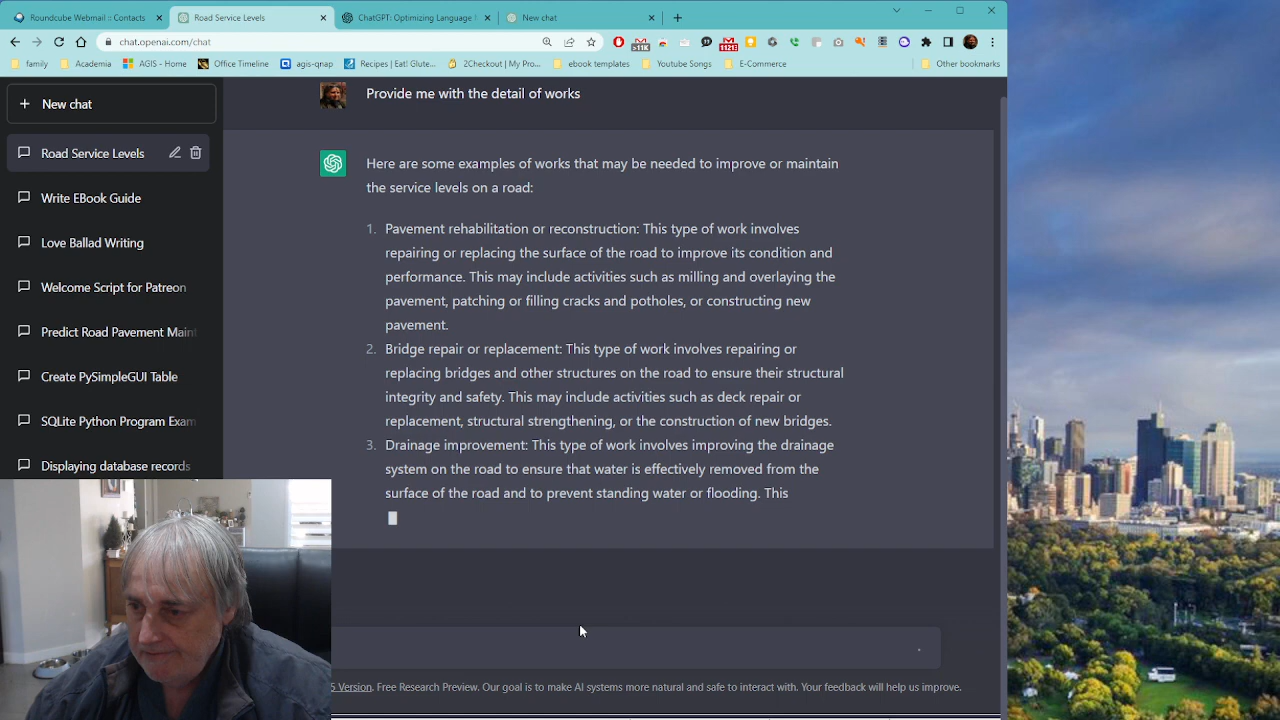 Roundcube Webmail :: Contacts
Road Service Levels
ChatGPT: Optimizing Language
New chat
chat.openai.com/chat
>11K
11213
family
Academia
AGIS - Home
Office Timeline
agis-qnap
Recipes | Eat! Glute...
2Checkout | My Pro...
ebook templates
Youtube Songs
E-Commerce
Other bookmarks
New chat
Road Service Levels
Write EBook Guide
Love Ballad Writing
Welcome Script for Patreon
Predict Road Pavement Main
Create PySimpleGUI Table
SQLite Python Program Exam
Displaying database records
Provide me with the detail of works
Here are some examples of works that may be needed to improve or maintain
the service levels on a road:
1. Pavement rehabilitation or reconstruction: This type of work involves
repairing or replacing the surface of the road to improve its condition and
performance. This may include activities such as milling and overlaying the
pavement, patching or filling cracks and potholes, or constructing new
pavement.
2. Bridge repair or replacement: This type of work involves repairing or
replacing bridges and other structures on the road to ensure their structural
integrity and safety. This may include activities such as deck repair or
replacement, structural strengthening, or the construction of new bridges.
3. Drainage improvement: This type of work involves improving the drainage
system on the road to ensure that water is effectively removed from the
surface of the road and to prevent standing water or flooding. This
5 Version. Free Research Preview. Our goal is to make AI systems more natural and safe to interact with. Your feedback will help us improve.